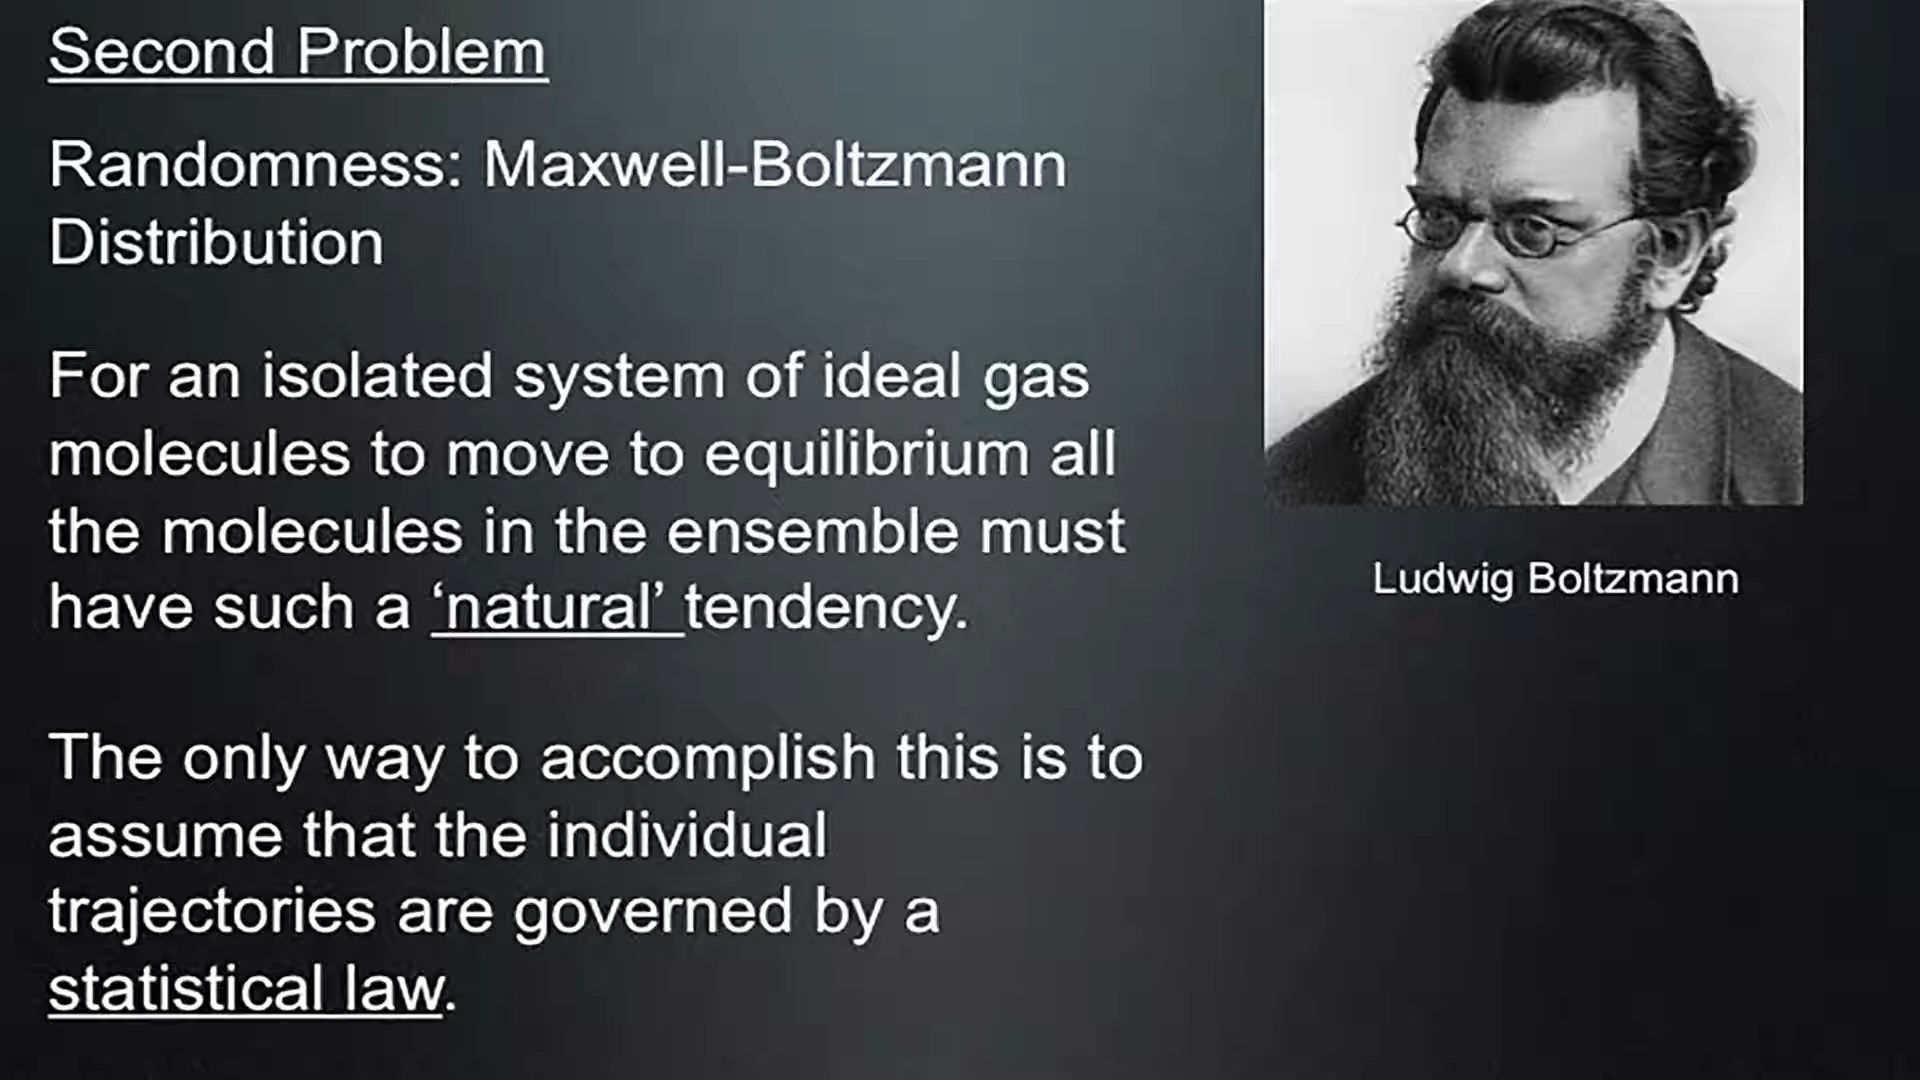 Second Problem
Randomness: Maxwell-Boltzmann
Distribution
For an isolated system of ideal gas
molecules to move to equilibrium all
the molecules in the ensemble must
have such a ‘natural’ tendency.
The only way to accomplish this is to
assume that the individual
trajectories are governed by a
statistical law.
Ludwig Boltzmann